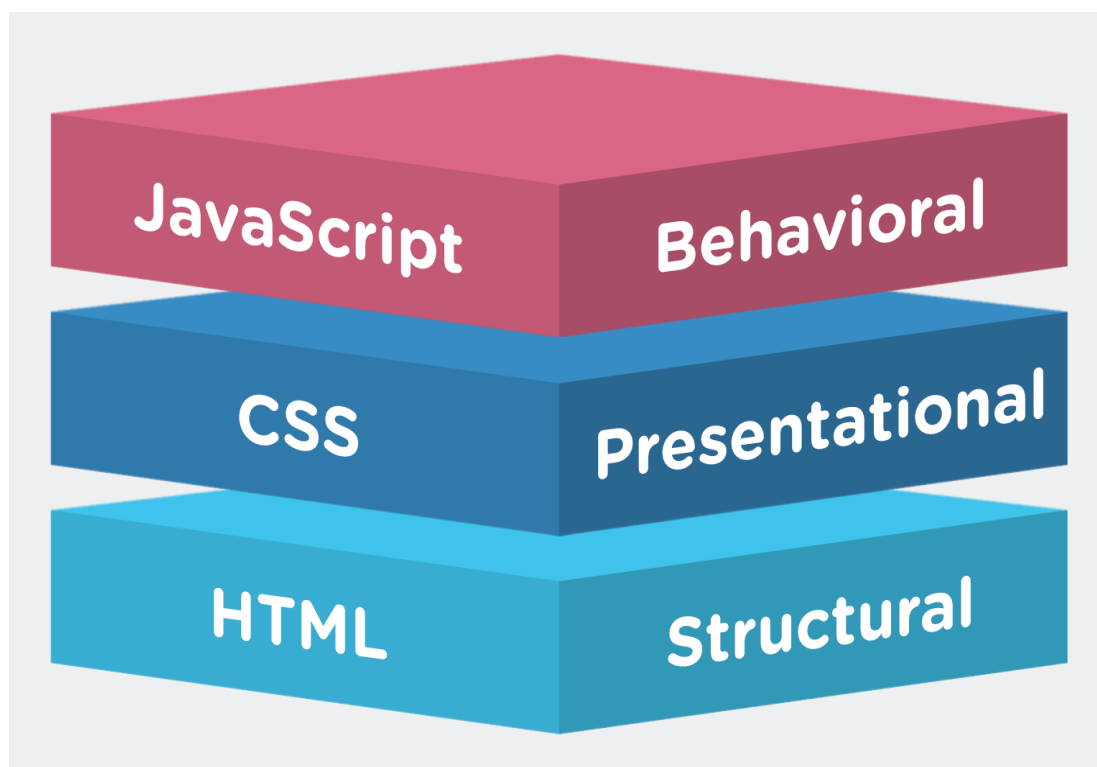 JavaScript
Behavioral
CSS
Presentational
HTML
Structural